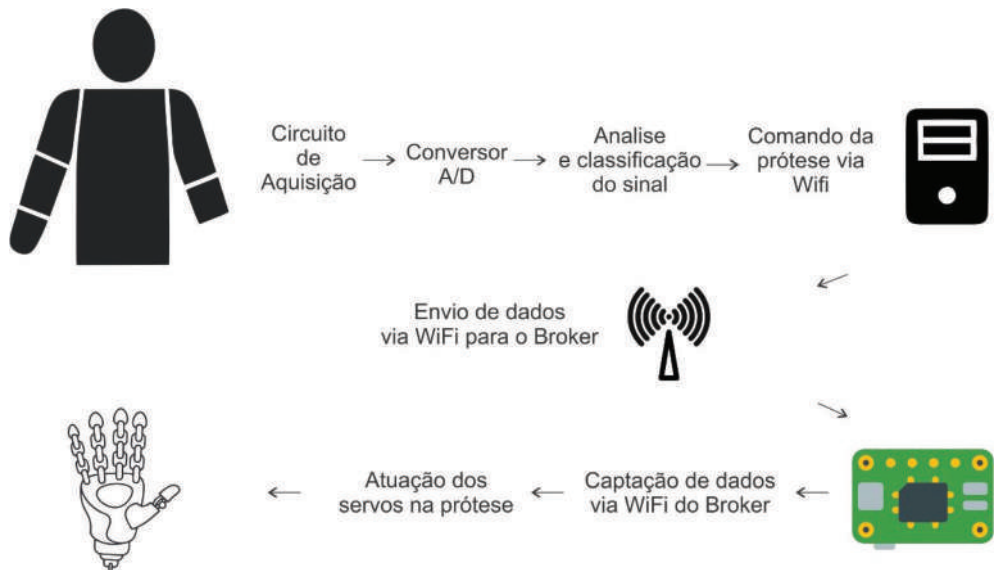 Circuito
de
Aquisição
Conversor
A/D
Analise
e classificação
do sinal
Comando da
prótese via
Wifi
Envio de dados
via WiFi para o Broker
Captação de dados
via WiFi do Broker
Atuação dos
servos na prótese